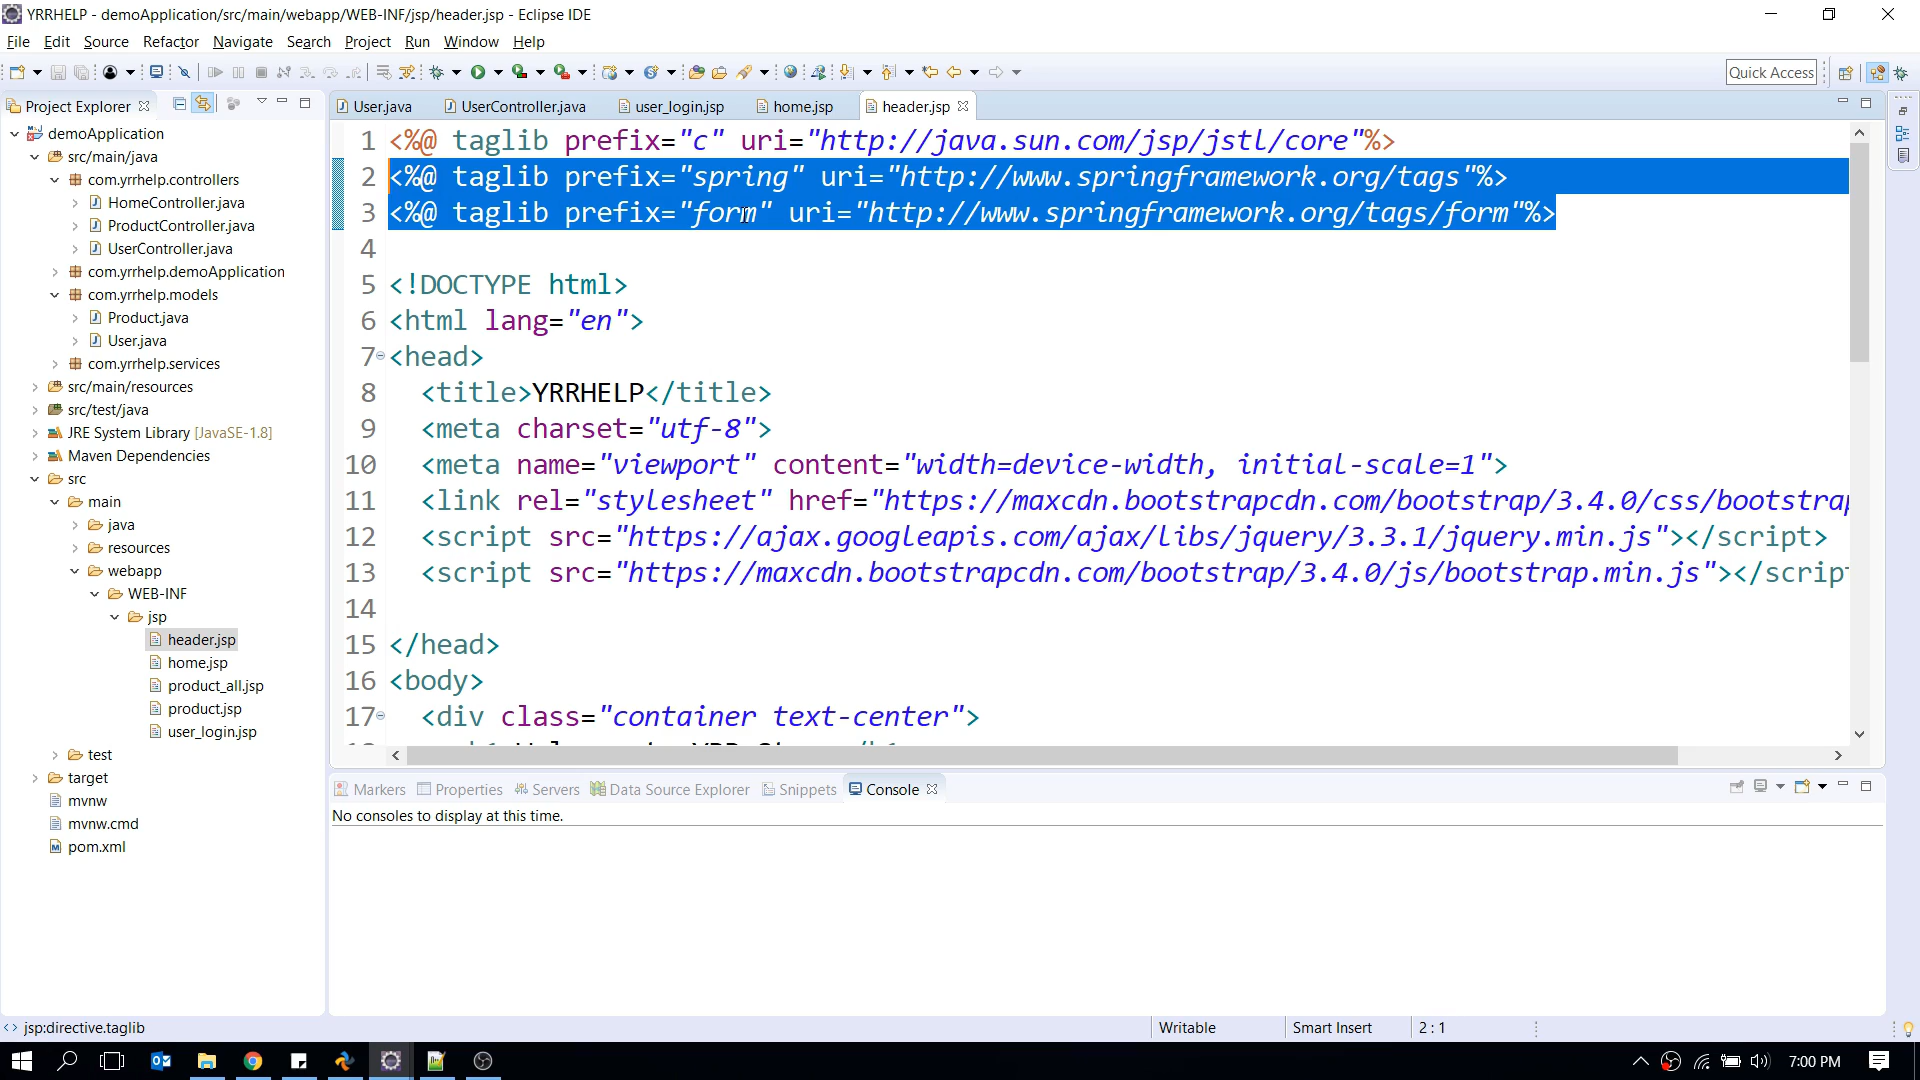 YRRHELP - demoApplication/src/main/webapp/WEB-INF/jsp/header.jsp - Eclipse IDE
File Edit Source Refactor Navigate Search Project Run Window Help
Quick Access
Project Explorer
demoApplication
src/main/java
com.yrrhelp.controllers
HomeController.java
ProductController.java
UserController.java
com.yrrhelp.demoApplication
com.yrrhelp.models
Product.java
User.java
com.yrrhelp.services
src/main/resources
src/test/java
JRE System Library [JavaSE-1.8]
Maven Dependencies
src
main
java
resources
webapp
WEB-INF
jsp
header.jsp
home.jsp
product_all.jsp
product.jsp
user_login.jsp
test
target
mvnw
mvnw.cmd
pom.xml
User.java UserController.java user_login.jsp home.jsp header.jsp
1 <%@ taglib prefix="c" uri="http://java.sun.com/jsp/jstl/core"%>
2 <%@ taglib prefix="spring" uri="http://www.springframework.org/tags"%>
3 <%@ taglib prefix="form" uri="http://www.springframework.org/tags/form"%>
4
5 <!DOCTYPE html>
6 <html lang="en">
7 <head>
8 <title>YRRHELP</title>
9 <meta charset="utf-8">
10 <meta name="viewport" content="width=device-width, initial-scale=1">
11 <link rel="stylesheet" href="https://maxcdn.bootstrapcdn.com/bootstrap/3.4.0/css/bootstrap
12 <script src="https://ajax.googleapis.com/ajax/libs/jquery/3.3.1/jquery.min.js"></script>
13 <script src="https://maxcdn.bootstrapcdn.com/bootstrap/3.4.0/js/bootstrap.min.js"></script
14
15 </head>
16 <body>
17 <div class="container text-center">
Markers Properties Servers Data Source Explorer Snippets Console
No consoles to display at this time.
jsp:directive.taglib
Writable Smart Insert 2 : 1
7:00 PM